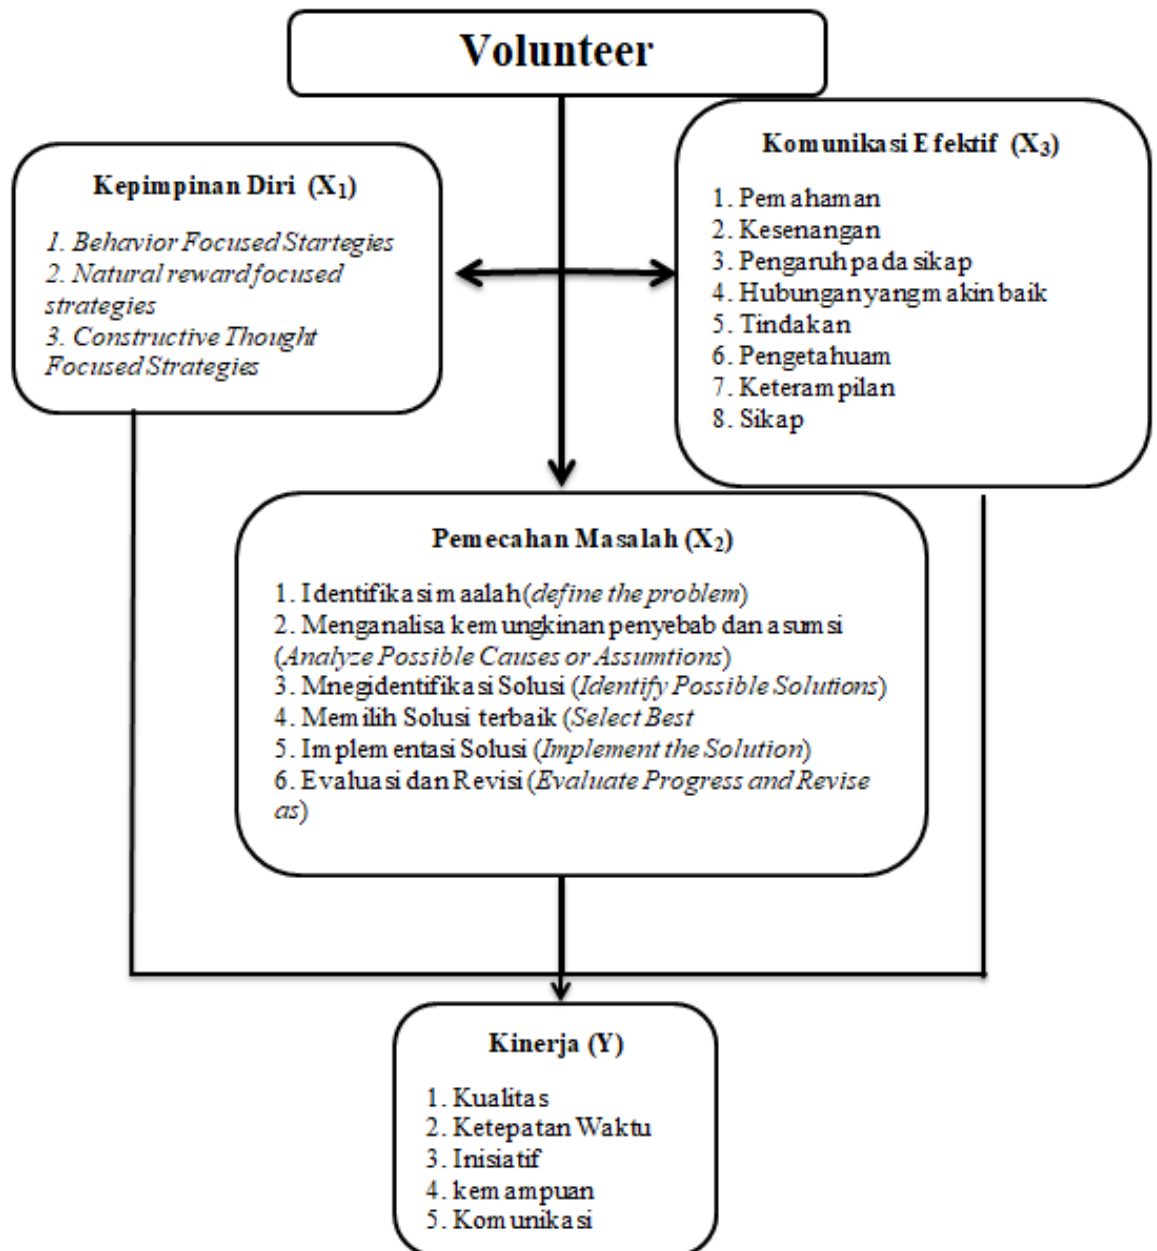 Volunteer
Kepimpinan Diri (X1)
1. Behavior Focused Startegies
2. Natural reward focused
strategies
3. Constructive Thought
Focused Strategies
Komunikasi Efektif (X3)
1. Pemahaman
2. Kesenangan
3. Pengaruh pada sikap
4. Hubungan yang makin baik
5. Tindakan
6. Pengetahuam
7. Keterampilan
8. Sikap
Pemecahan Masalah (X2)
1. Identifikasi maalah (define the problem)
2. Menganalisa kemungkinan penyebab dan asumsi
(Analyze Possible Causes or Assumtions)
3. Mnegidentifikasi Solusi (Identify Possible Solutions)
4. Memilih Solusi terbaik (Select Best
5. Implementasi Solusi (Implement the Solution)
6. Evaluasi dan Revisi (Evaluate Progress and Revise
as)
Kinerja (Y)
1. Kualitas
2. Ketepatan Waktu
3. Inisiatif
4. kemampuan
5. Komunikasi